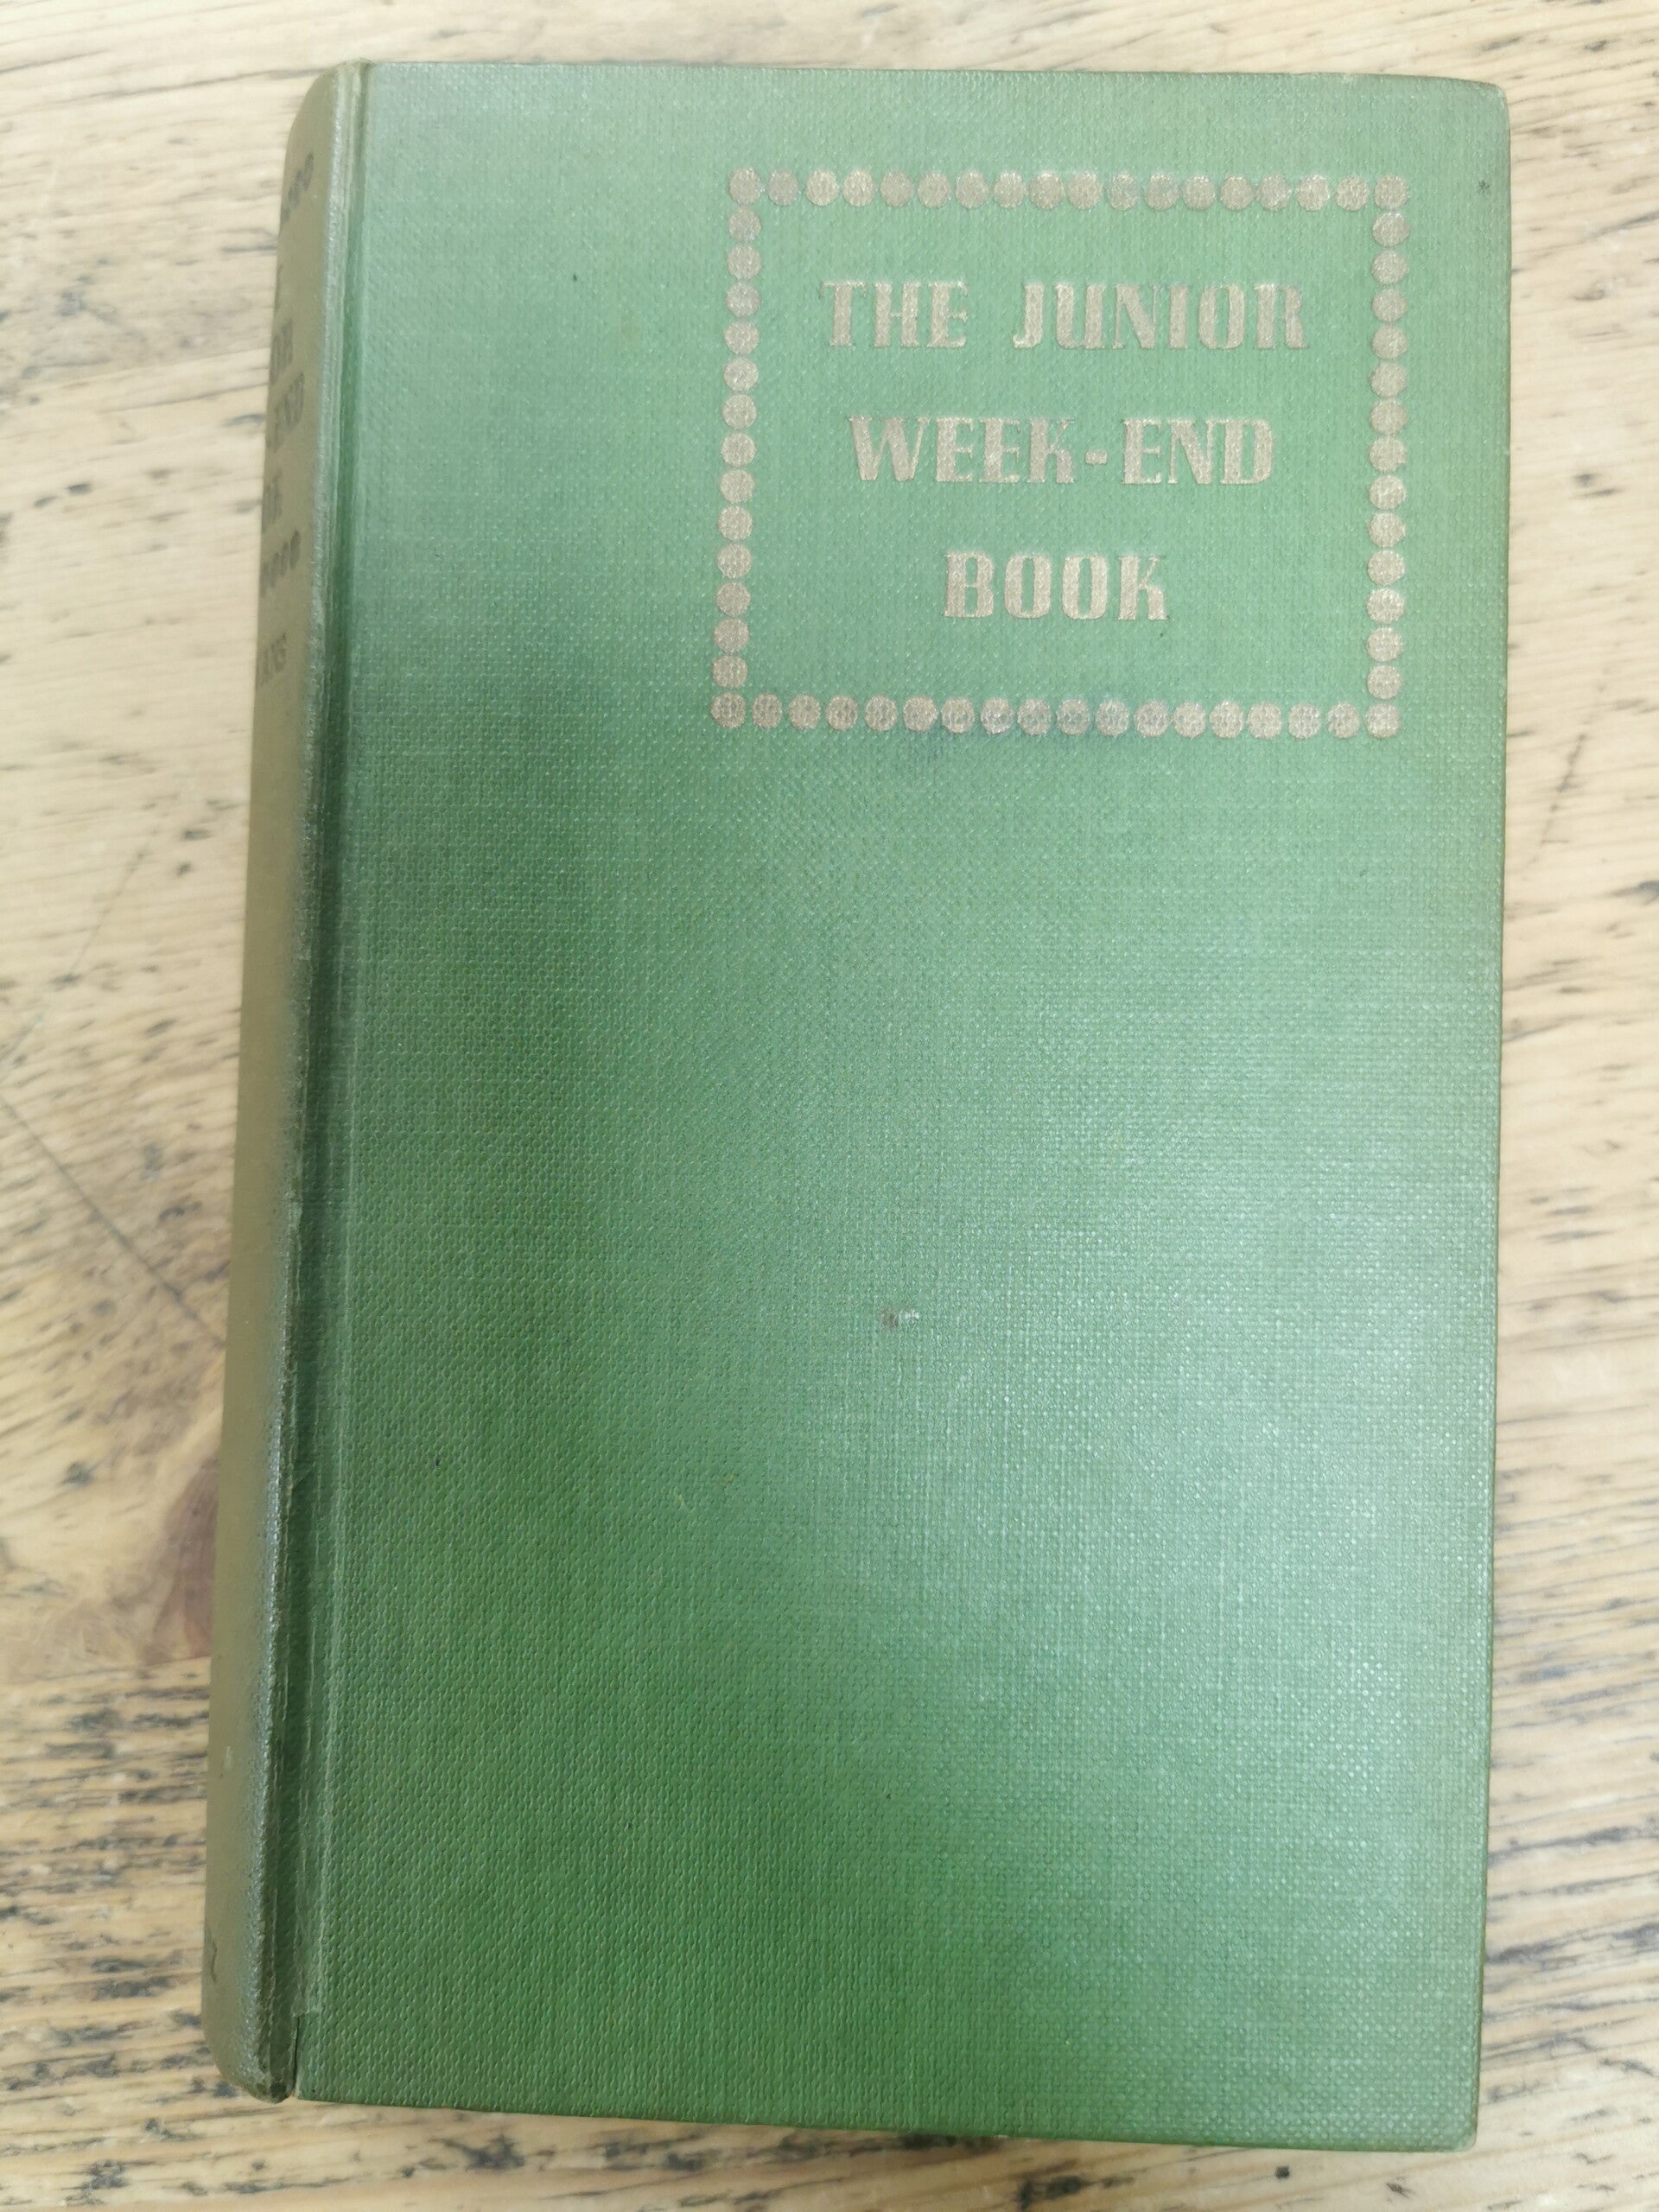 THE JUNIOR
WEEK-END
BOOK